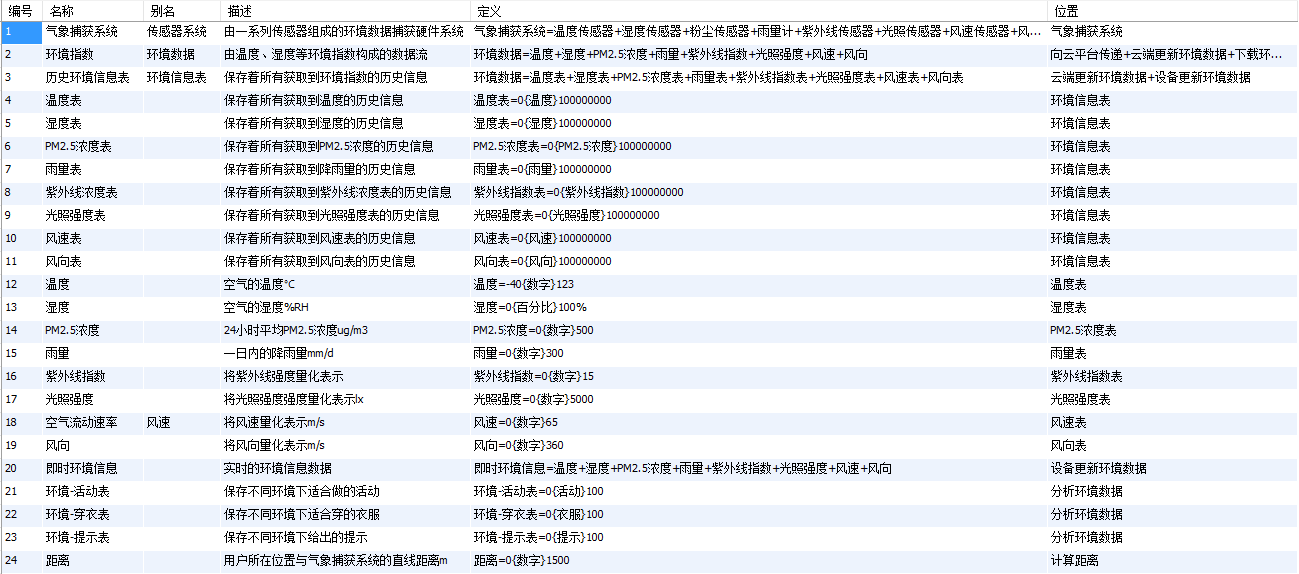 编号 名称 别名 描述 定义 位置
1 气象捕获系统 传感器系统 由一系列传感器组成的环境数据捕获硬件系统 气象捕获系统=温度传感器+湿度传感器+粉尘传感器+雨量计+紫外线传感器+光照传感器+风速传感器+风... 气象捕获系统
2 环境指数 环境数据 由温度、湿度等环境指数构成的数据流 环境数据=温度+湿度+PM2.5浓度+雨量+紫外线指数+光照强度+风速+风向 向云平台传递+云端更新环境数据+下载环...
3 历史环境信息表 环境信息表 保存着所有获取到环境指数的历史信息 环境数据=温度表+湿度表+PM2.5浓度表+雨量表+紫外线指数表+光照强度表+风速表+风向表 云端更新环境数据+设备更新环境数据
4 温度表 保存着所有获取到温度的历史信息 温度表=0{温度}100000000 环境信息表
5 湿度表 保存着所有获取到湿度的历史信息 湿度表=0{湿度}100000000 环境信息表
6 PM2.5浓度表 保存着所有获取到PM2.5浓度的历史信息 PM2.5浓度表=0{PM2.5浓度}100000000 环境信息表
7 雨量表 保存着所有获取到降雨量的历史信息 雨量表=0{雨量}100000000 环境信息表
8 紫外线浓度表 保存着所有获取到紫外线浓度表的历史信息 紫外线指数表=0{紫外线指数}100000000 环境信息表
9 光照强度表 保存着所有获取到光照强度表的历史信息 光照强度表=0{光照强度}100000000 环境信息表
10 风速表 保存着所有获取到风速表的历史信息 风速表=0{风速}100000000 环境信息表
11 风向表 保存着所有获取到风向表的历史信息 风向表=0{风向}100000000 环境信息表
12 温度 空气的温度℃ 温度=-40{数字}123 温度表
13 湿度 空气的湿度%RH 湿度=0{百分比}100% 湿度表
14 PM2.5浓度 24小时平均PM2.5浓度ug/m3 PM2.5浓度=0{数字}500 PM2.5浓度表
15 雨量 一日内的降雨量mm/d 雨量=0{数字}300 雨量表
16 紫外线指数 将紫外线强度量化表示 紫外线指数=0{数字}15 紫外线指数表
17 光照强度 将光照强度强度量化表示lx 光照强度=0{数字}5000 光照强度表
18 空气流动速率 风速 将风速量化表示m/s 风速=0{数字}65 风速表
19 风向 将风向量化表示m/s 风向=0{数字}360 风向表
20 即时环境信息 实时的环境信息数据 即时环境信息=温度+湿度+PM2.5浓度+雨量+紫外线指数+光照强度+风速+风向 设备更新环境数据
21 环境-活动表 保存不同环境下适合做的活动 环境-活动表=0{活动}100 分析环境数据
22 环境-穿衣表 保存不同环境下适合穿的衣服 环境-穿衣表=0{衣服}100 分析环境数据
23 环境-提示表 保存不同环境下给出的提示 环境-提示表=0{提示}100 分析环境数据
24 距离 用户所在位置与气象捕获系统的直线距离m 距离=0{数字}1500 计算距离